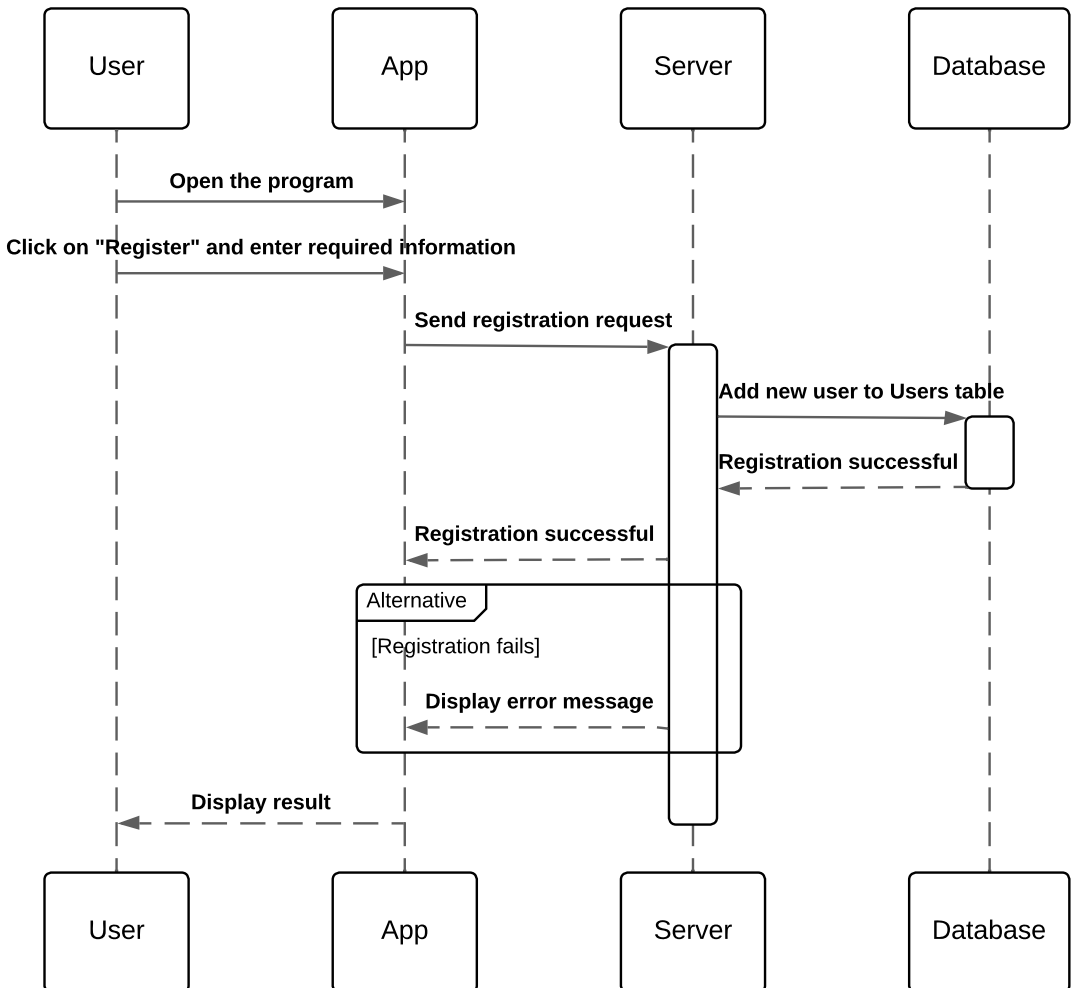 User
App
Server
Database
Open the program
Click on "Register" and enter required information
Send registration request
Add new user to Users table
Registration successful
Registration successful
Alternative
[Registration fails]
Display error message
Display result
User
App
Server
Database